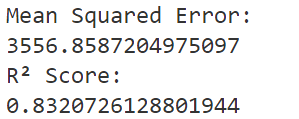 Mean Squared Error:
3556.8587204975097
R² Score:
0.8320726128801944